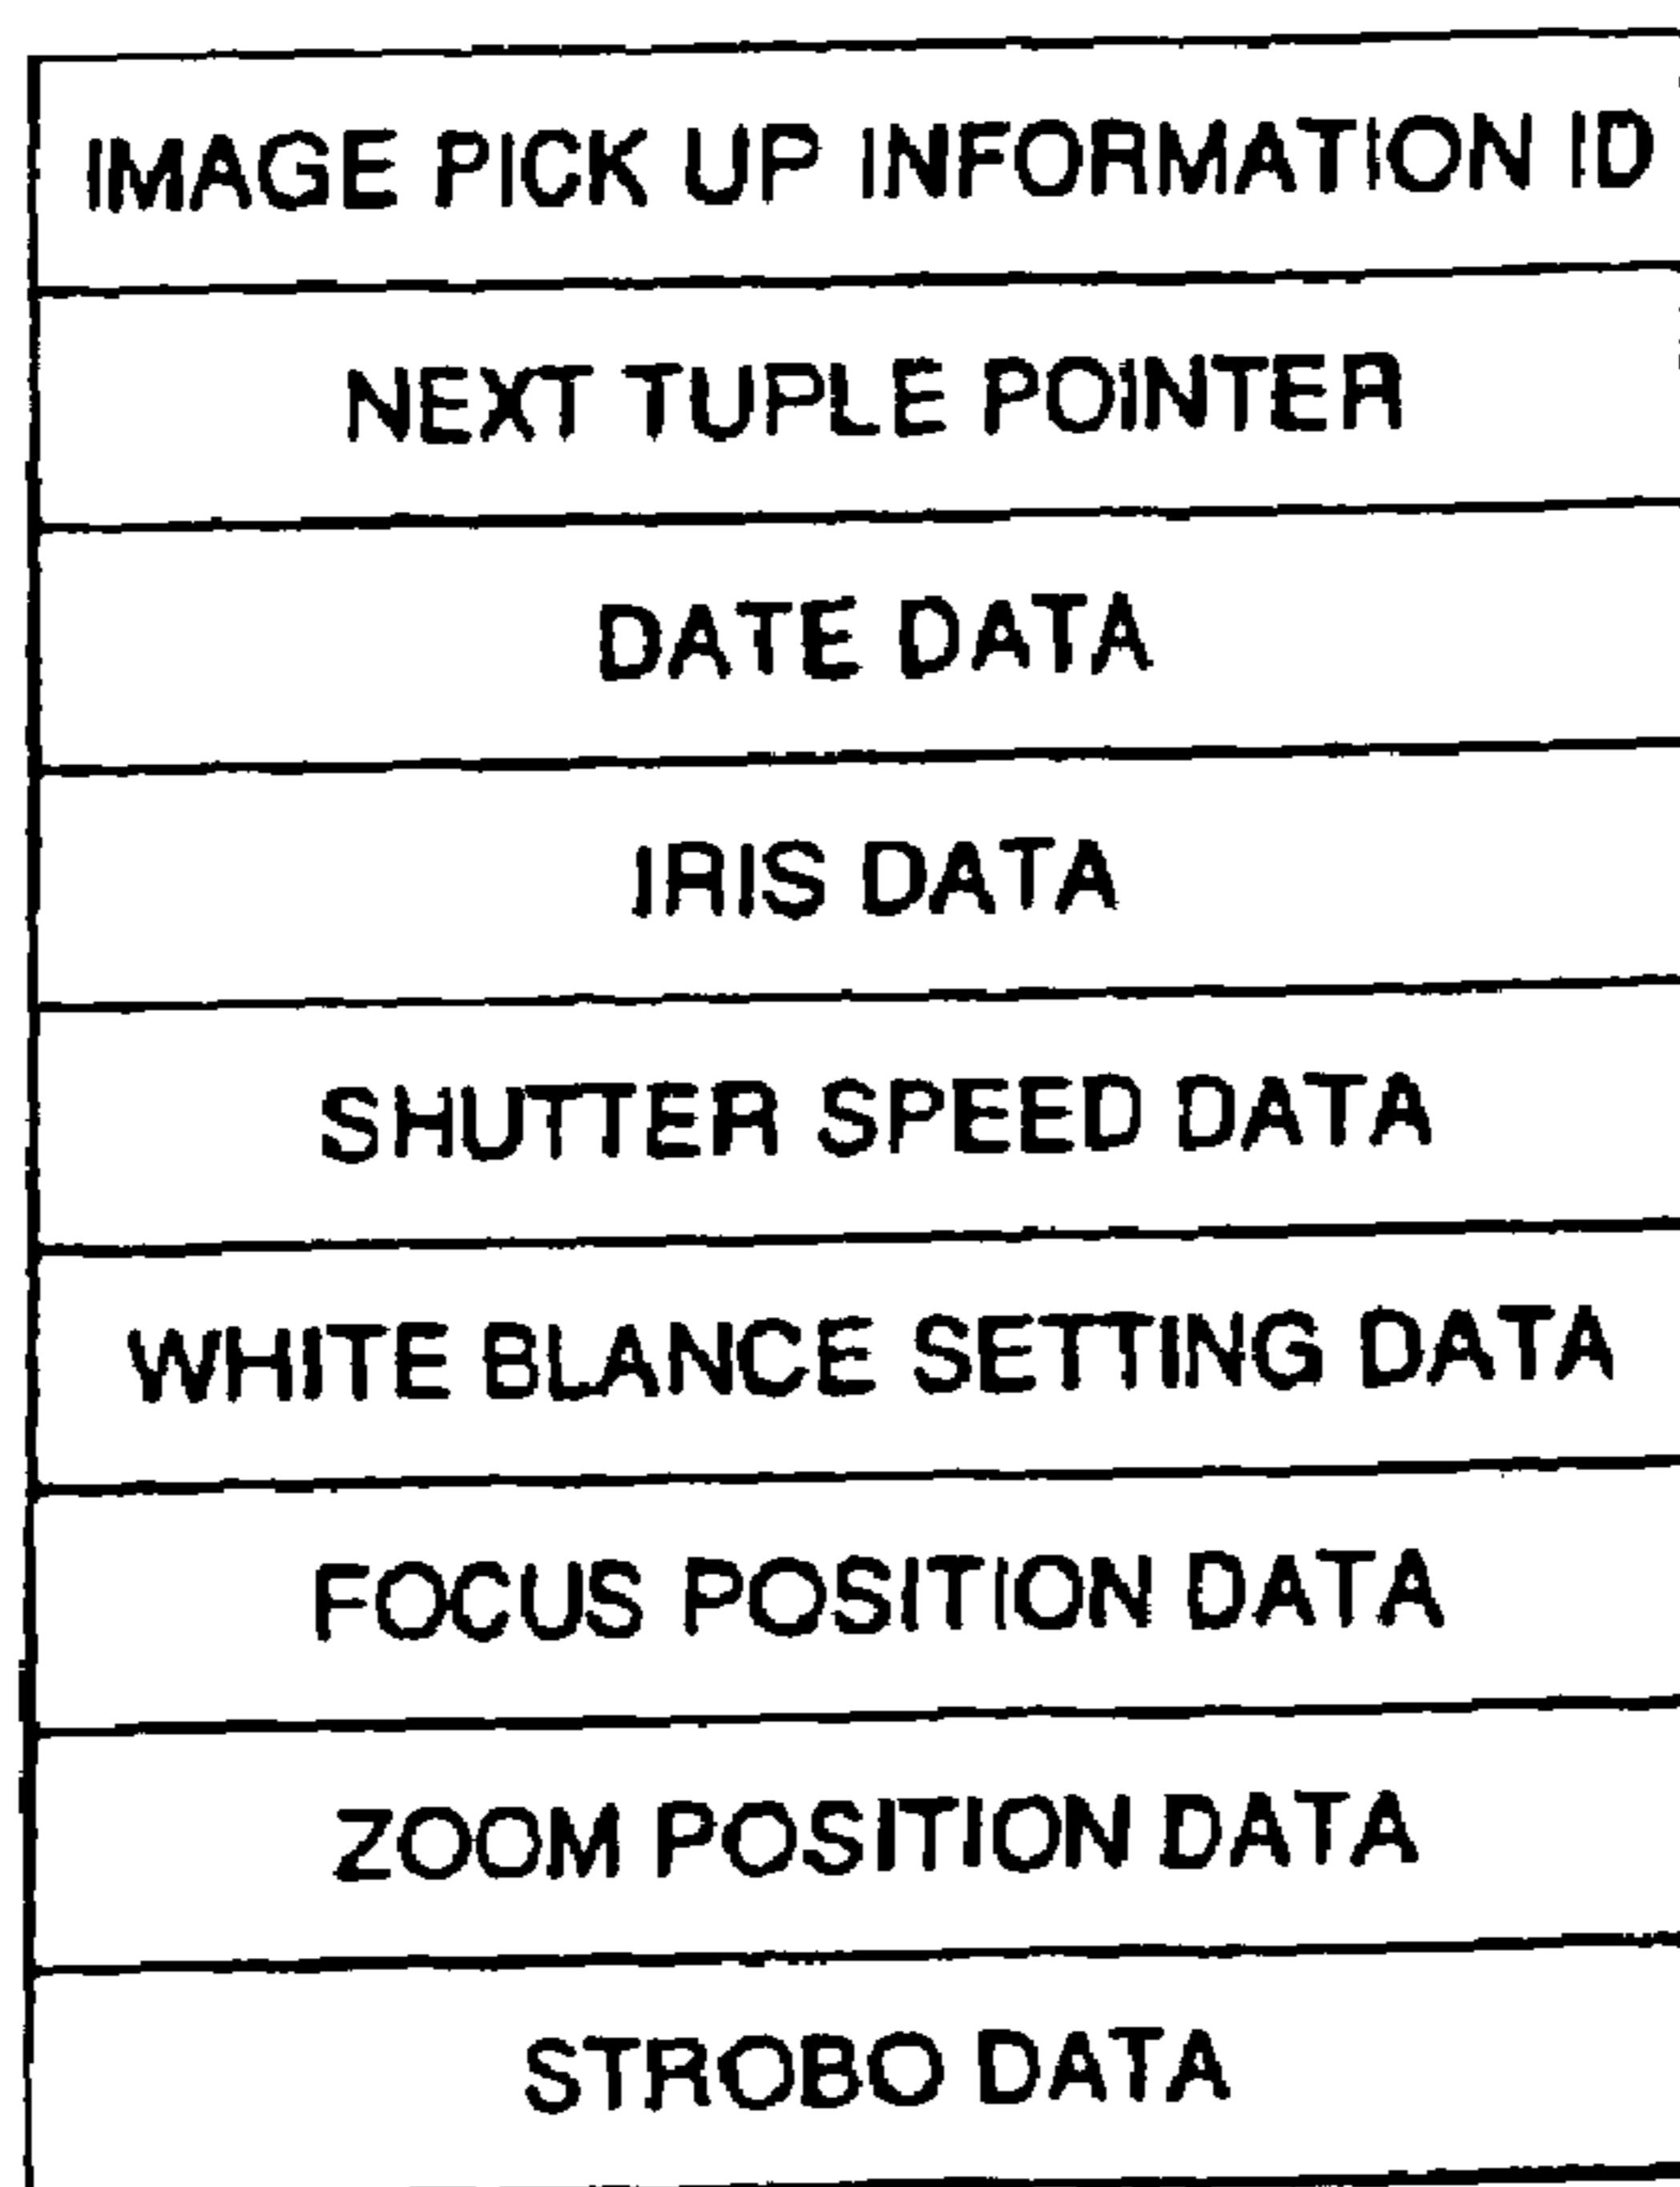 IMAGE PICK UP INFORMATION ID
NEXT TUPLE POINTER
DATE DATA
IRIS DATA
SHUTTER SPEED DATA
WHITE BLANCE SETTING DATA
FOCUS POSITION DATA
ZOOM POSITION DATA
STROBO DATA